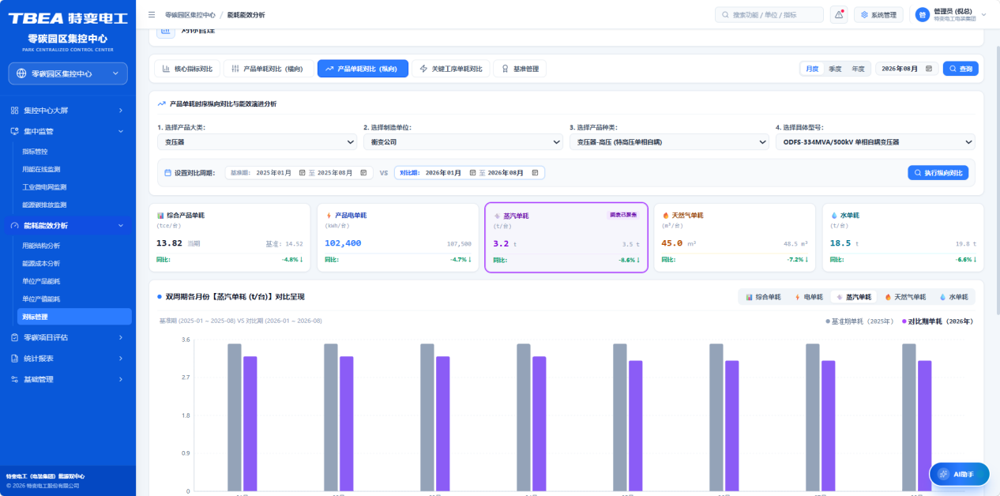 TBEA 特变电工
零碳园区集控中心
PARK CENTRALIZED CONTROL CENTER
零碳园区集控中心
集控中心大屏
集中监管
指标管控
用能在线监测
工业微电网监测
能源碳排放监测
能耗能效分析
用能结构分析
能源成本分析
单位产品能耗
单位产值能耗
对标管理
零碳项目评估
统计报表
基础管理
特变电工（电装集团）能源双中心
© 2026 特变电工股份有限公司
零碳园区集控中心 / 能耗能效分析
搜索功能 / 单位 / 指标
系统管理
管 管理员 (倪总)
特变电工电装集团
对标管理
核心指标对比
产品单耗对比（横向）
产品单耗对比（纵向）
关键工序单耗对比
基准管理
月度 季度 年度
2026年08月
查询
产品单耗时序纵向对比与能效演进分析
1. 选择产品大类：
2. 选择制造单位：
3. 选择产品种类：
4. 选择具体型号：
变压器
衡变公司
变压器-高压 (特高压单相自耦)
ODFS-334MVA/500kV 单相自耦变压器
设置对比周期：
基准期： 2025年01月 至 2025年08月
VS
对比期： 2026年01月 至 2026年08月
执行纵向对比
综合产品单耗
(tce/台)
13.82 当期 基准: 14.52
同比: -4.8% ↓
产品电单耗
(kWh/台)
102,400 107,500
同比: -4.7% ↓
蒸汽单耗 图表已聚焦
(t/台)
3.2 t 3.5 t
同比: -8.6% ↓
天然气单耗
(m³/台)
45.0 m³ 48.5 m³
同比: -7.2% ↓
水单耗
(t/台)
18.5 t 19.8 t
同比: -6.6% ↓
双周期各月份【蒸汽单耗 (t/台)】对比呈现
综合单耗 电单耗 蒸汽单耗 天然气单耗 水单耗
基准期 (2025-01 ~ 2025-08) VS 对比期 (2026-01 ~ 2026-08)
基准期单耗 (2025年) 对比期单耗 (2026年)
3.6
2.7
1.8
0.9
0
AI助手